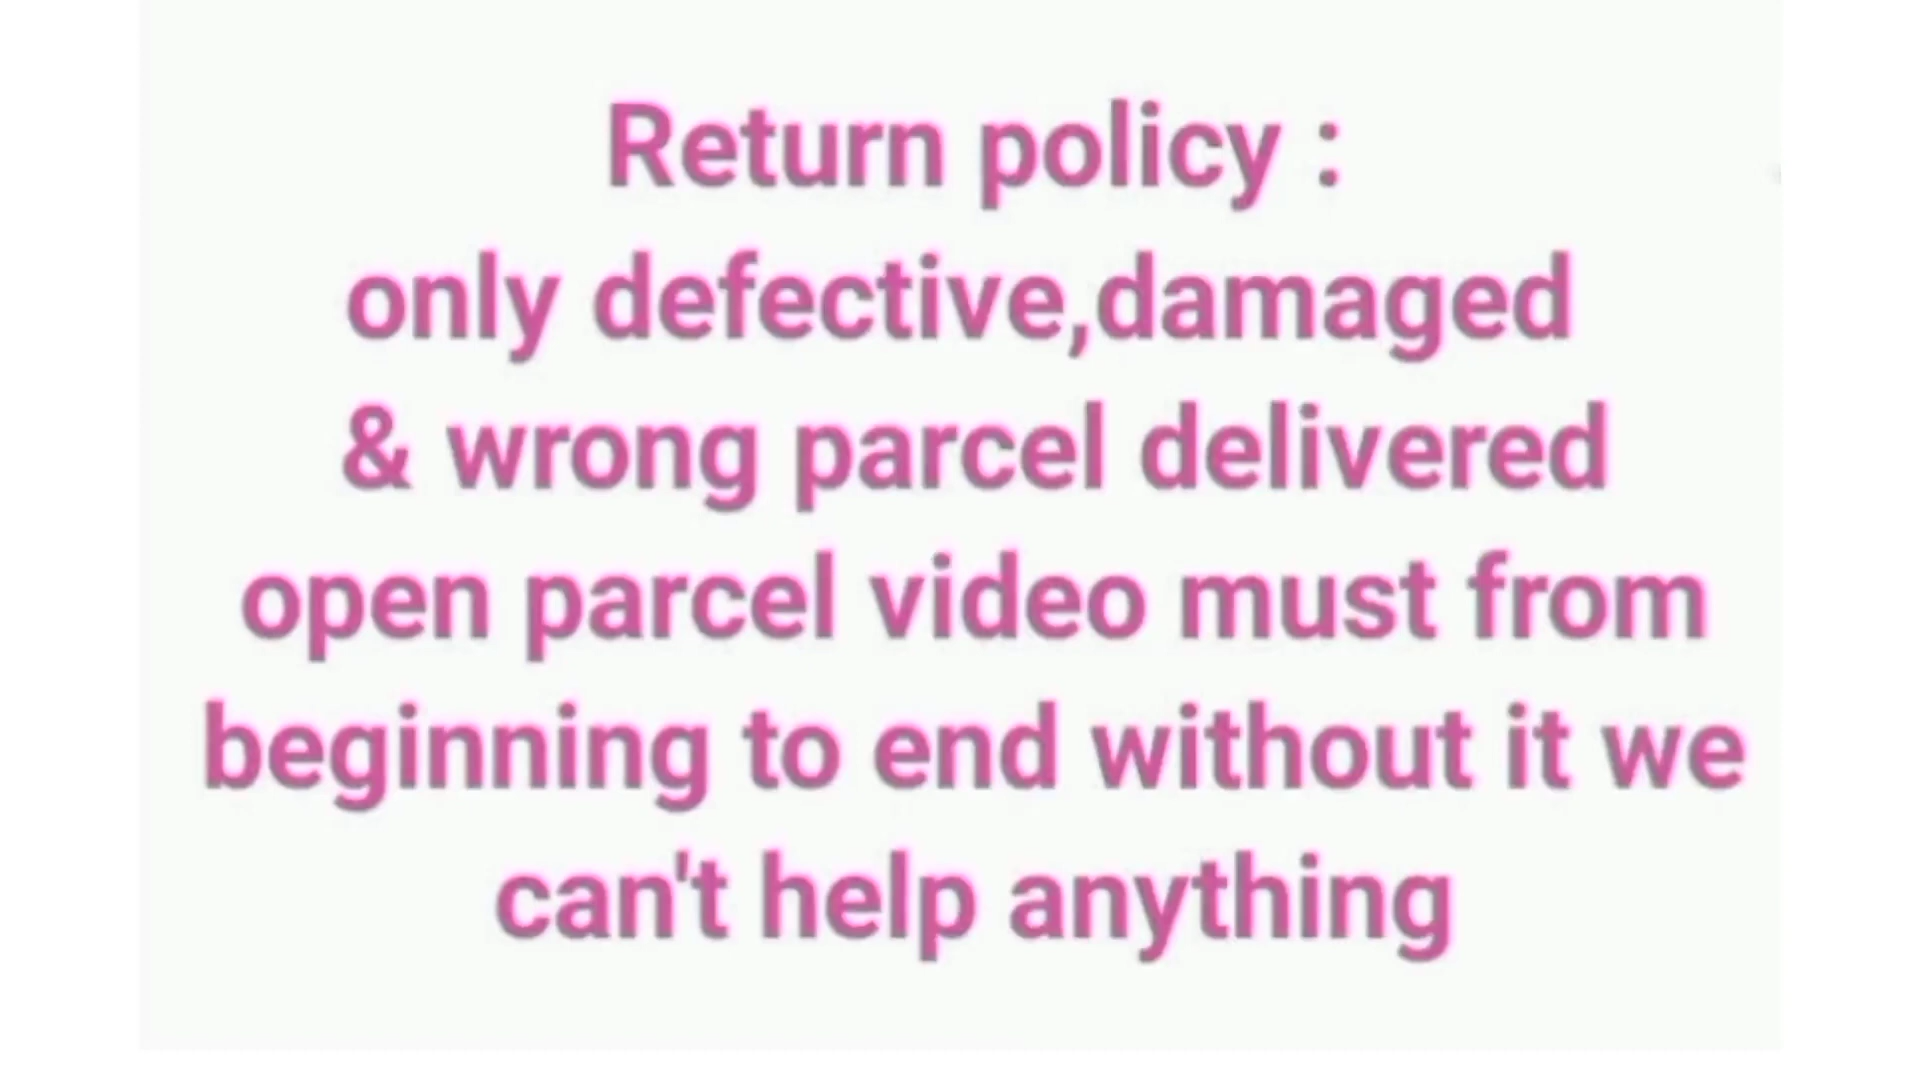 Return policy :
only defective,damaged
& wrong parcel delivered
open parcel video must from
beginning to end without it we
can't help anything